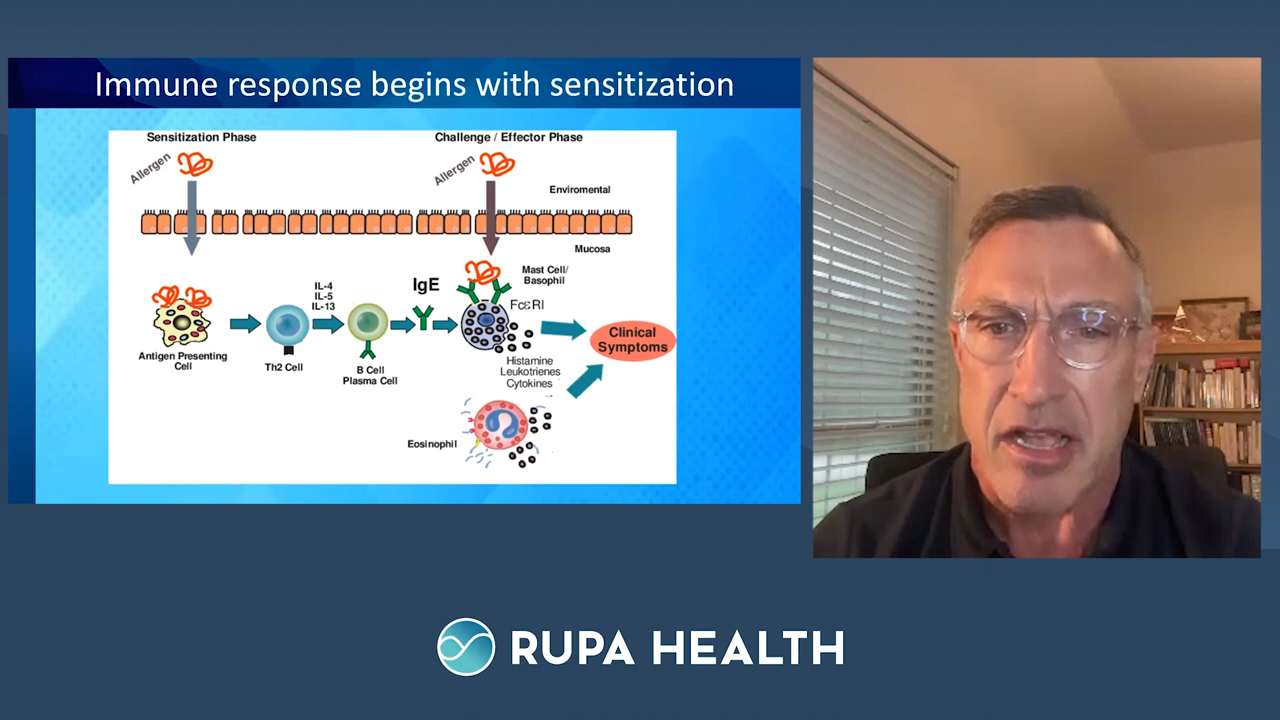 Immune response begins with sensitization
Sensitization Phase
Challenge / Effector Phase
Allergen
Allergen
Enviromental
Mucosa
IL-4
IL-5
IL-13
IgE
Mast Cell/
Basophil
FcεRI
Clinical
Symptoms
Antigen Presenting
Cell
Th2 Cell
B Cell
Plasma Cell
Histamine
Leukotrienes
Cytokines
Eosinophil
RUPA HEALTH